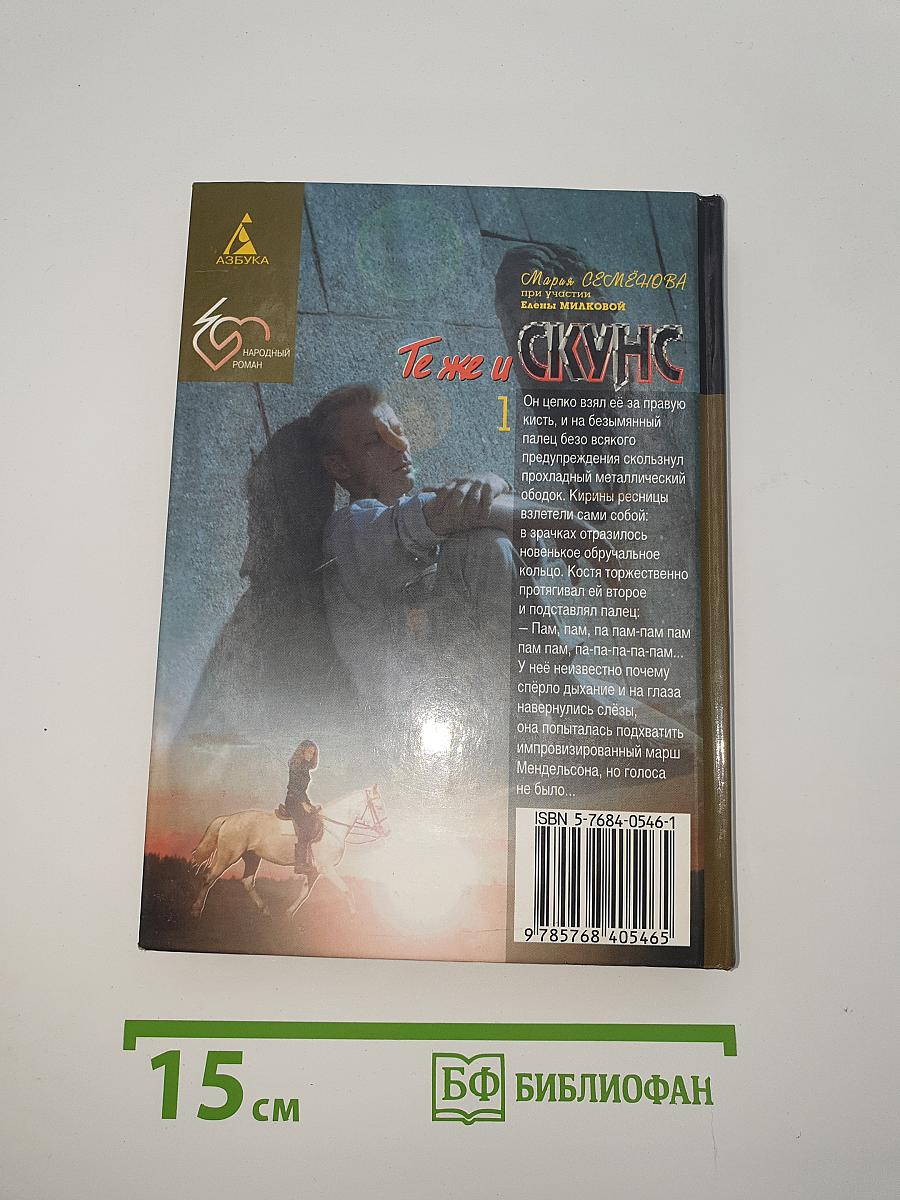 АЗБУКА
НАРОДНЫЙ
РОМАН
Мария СЕМЁНОВА
при участии
Елены МИЛКОВОЙ
Те же и СКУНС
1
Он цепко взял её за правую
кисть, и на безымянный
палец безо всякого
предупреждения скользнул
прохладный металлический
ободок. Кирины ресницы
взлетели сами собой:
в зрачках отразилось
новенькое обручальное
кольцо. Костя торжественно
протягивал ей второе
и подставлял палец:
— Пам, пам, па пам-пам пам
пам пам, па-па-па-па-пам...
У неё неизвестно почему
спёрло дыхание и на глаза
навернулись слёзы,
она попыталась подхватить
импровизированный марш
Мендельсона, но голоса
не было...
ISBN 5-7684-0546-1
9 785768 405465
15 см
БФ БИБЛИОФАН